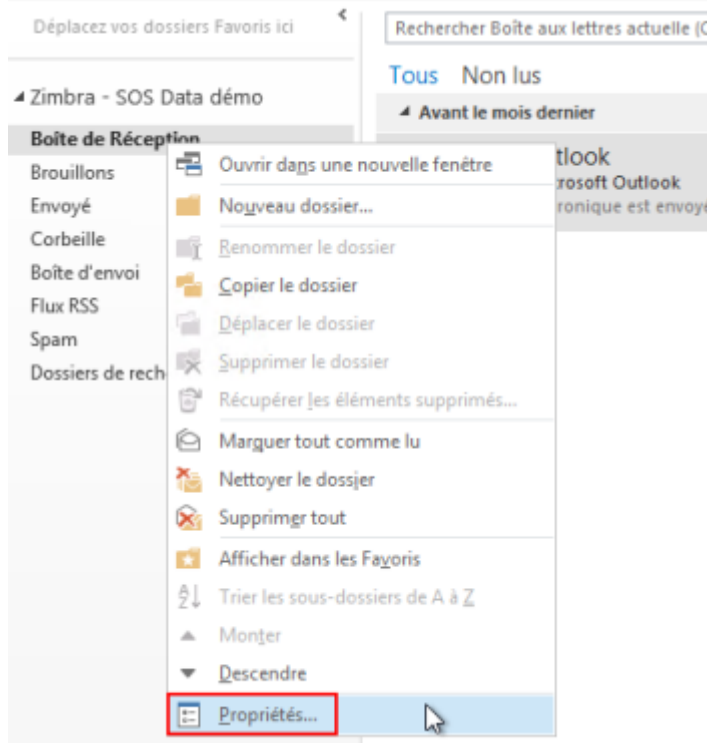 Déplacez vos dossiers Favoris ici
Rechercher Boîte aux lettres actuelle (C
Tous Non lus
Zimbra - SOS Data démo
Avant le mois dernier
Boîte de Réception
Brouillons
Envoyé
Corbeille
Boîte d'envoi
Flux RSS
Spam
Dossiers de rech
tlook
rosoft Outlook
ronique est envoyé
Ouvrir dans une nouvelle fenêtre
Nouveau dossier...
Renommer le dossier
Copier le dossier
Déplacer le dossier
Supprimer le dossier
Récupérer les éléments supprimés...
Marquer tout comme lu
Nettoyer le dossier
Supprimer tout
Afficher dans les Favoris
Trier les sous-dossiers de A à Z
Monter
Descendre
Propriétés...